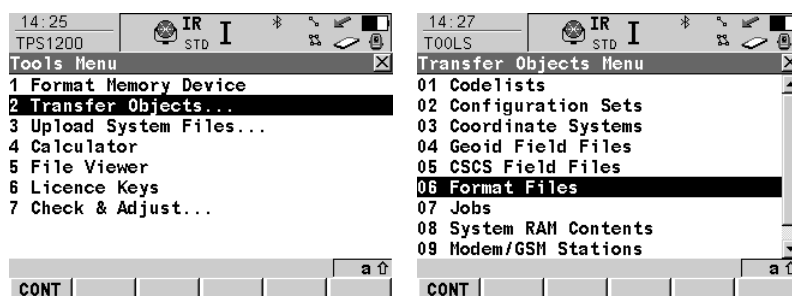 14:25
TPS1200
IR
STD
I
Tools Menu
1 Format Memory Device
2 Transfer Objects...
3 Upload System Files...
4 Calculator
5 File Viewer
6 Licence Keys
7 Check & Adjust...
a
CONT
14:27
TOOLS
IR
STD
I
Transfer Objects Menu
01 Codelists
02 Configuration Sets
03 Coordinate Systems
04 Geoid Field Files
05 CSCS Field Files
06 Format Files
07 Jobs
08 System RAM Contents
09 Modem/GSM Stations
a
CONT